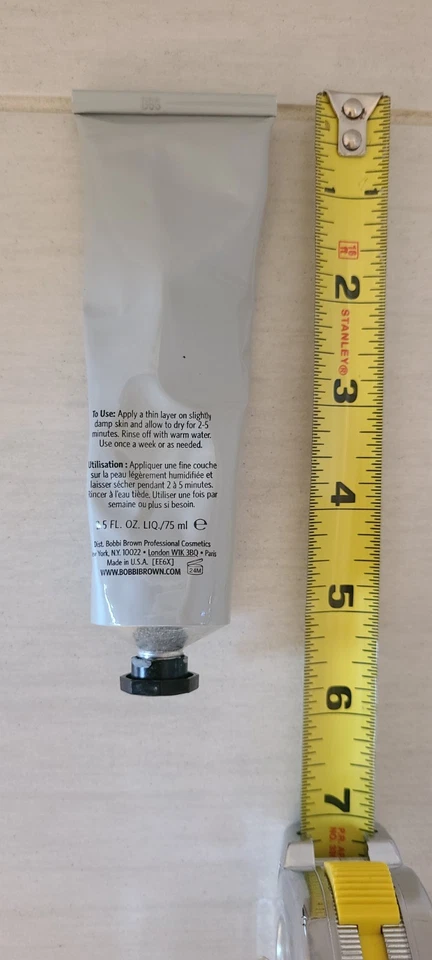 To Use: Apply a thin layer on slightly
damp skin and allow to dry for 2-5
minutes. Rinse off with warm water.
Use once a week or as needed.
Utilisation : Appliquer une fine couche
sur la peau légèrement humidifiée et
laisser sécher pendant 2 à 5 minutes.
Rincer à l'eau tiède. Utiliser une fois par
semaine ou plus si besoin.
2.5 FL. OZ. LIQ./75 ml ℮
Dist. Bobbi Brown Professional Cosmetics
York, N.Y. 10022 • London W1K 3BQ • Paris
Made in U.S.A. [EE6X]
WWW.BOBBIBROWN.COM 24M
1
16
FT.
2
STANLEY®
3
4
5
6
7